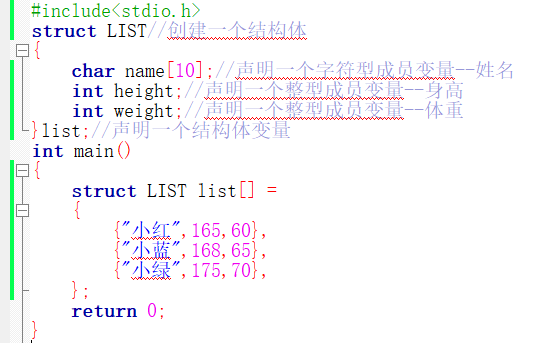 #include<stdio.h>
struct LIST//创建一个结构体
{
char name[10];//声明一个字符型成员变量--姓名
int height;//声明一个整型成员变量--身高
int weight;//声明一个整型成员变量--体重
}list;//声明一个结构体变量
int main()
{
struct LIST list[] =
{
{"小红",165,60},
{"小蓝",168,65},
{"小绿",175,70},
};
return 0;
}